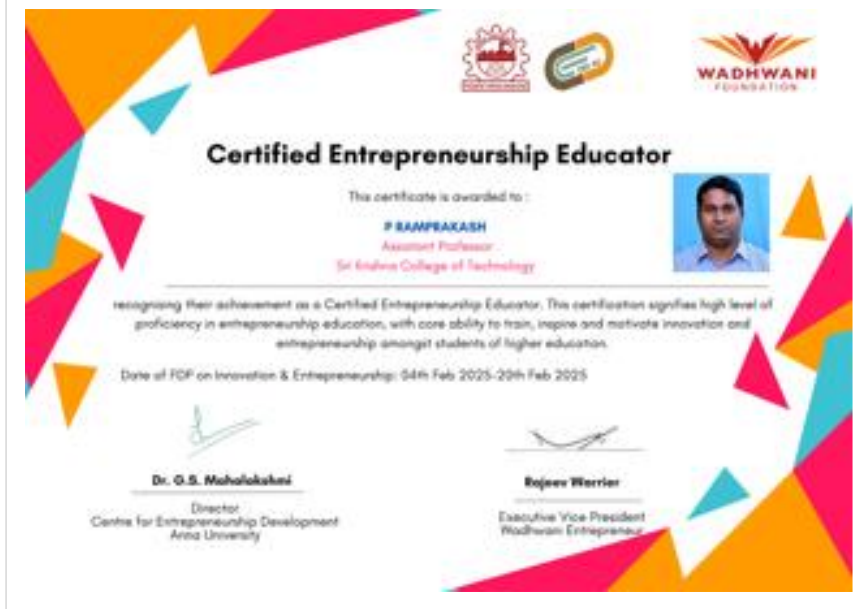 WADHWANI
FOUNDATION
Certified Entrepreneurship Educator
This certificate is awarded to :
P RAMPRAKASH
Assistant Professor
Sri Krishna College of Technology
recognising their achievement as a Certified Entrepreneurship Educator. This certification signifies high level of
proficiency in entrepreneurship education, with core ability to train, inspire and motivate innovation and
entrepreneurship amongst students of higher education.
Date of FDP on Innovation & Entrepreneurship: 04th Feb 2025-20th Feb 2025
Dr. G.S. Mahalakshmi
Director
Centre for Entrepreneurship Development
Anna University
Rajeev Warrier
Executive Vice President
Wadhwani Entrepreneur